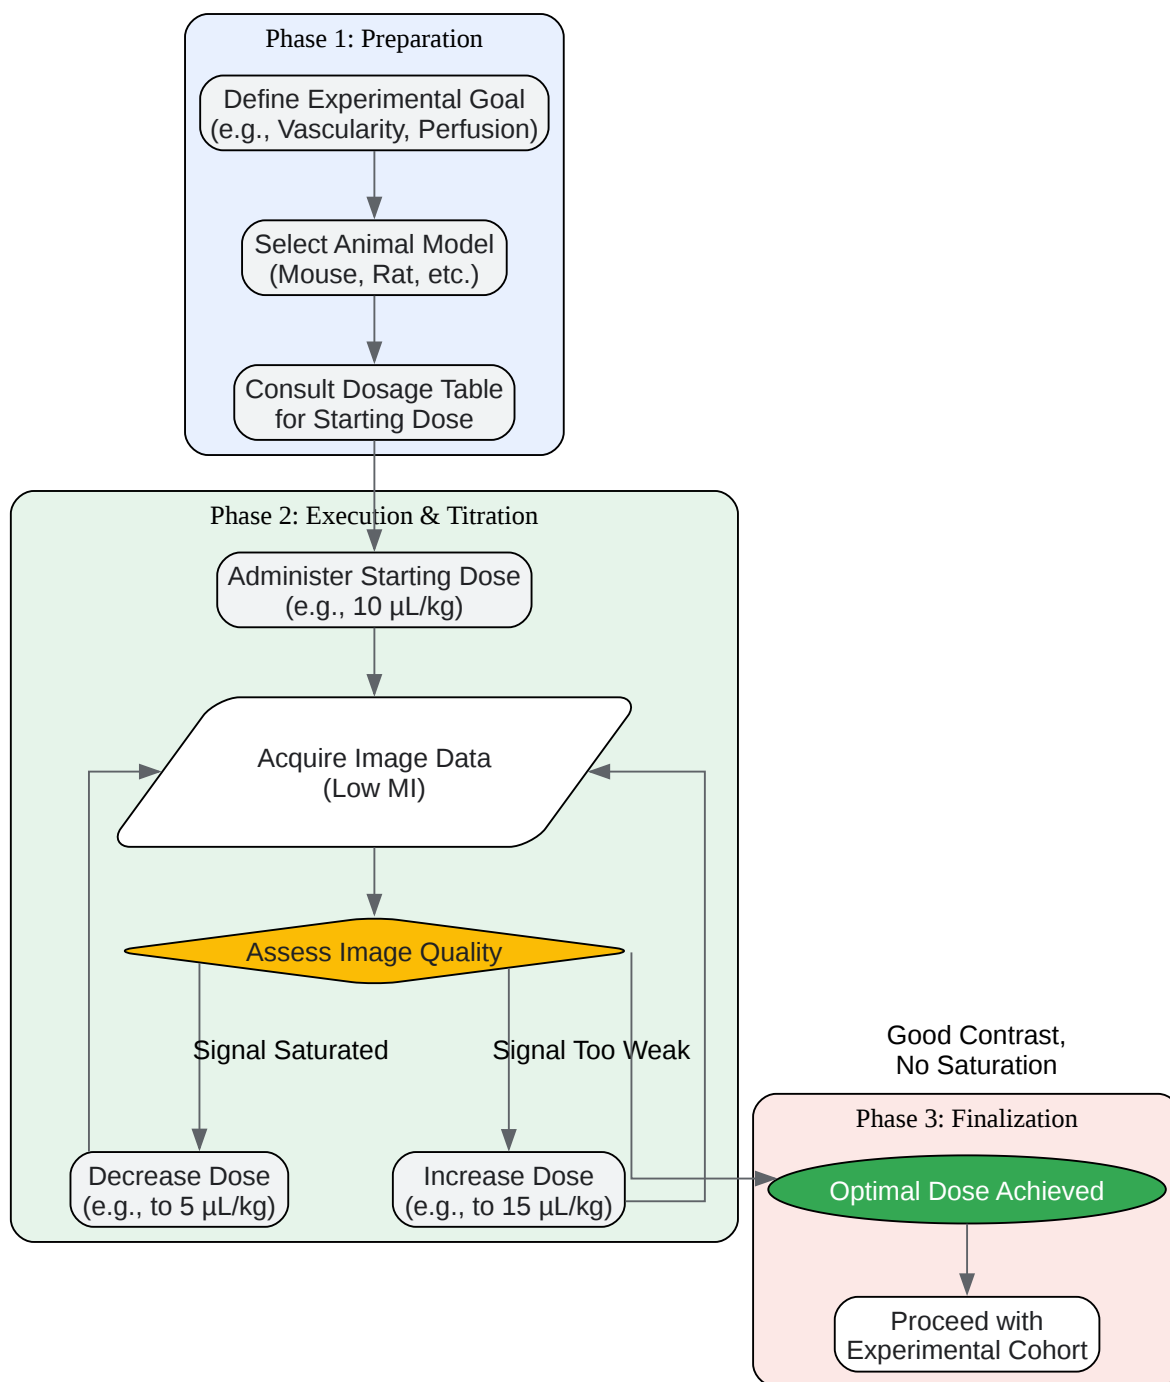 Phase 1: Preparation
Define Experimental Goal
(e.g., Vascularity, Perfusion)
Select Animal Model
(Mouse, Rat, etc.)
Consult Dosage Table
for Starting Dose
Phase 2: Execution & Titration
Administer Starting Dose
(e.g., 10 µL/kg)
Acquire Image Data
(Low MI)
Assess Image Quality
Signal Saturated
Signal Too Weak
Decrease Dose
(e.g., to 5 µL/kg)
Increase Dose
(e.g., to 15 µL/kg)
Good Contrast,
No Saturation
Phase 3: Finalization
Optimal Dose Achieved
Proceed with
Experimental Cohort